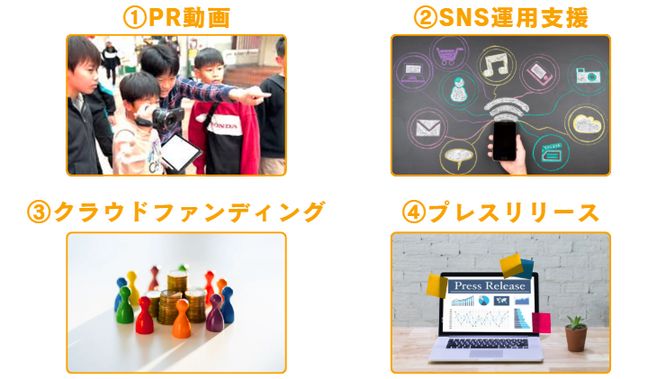 ①PR動画
②SNS運用支援
HONDA
③クラウドファンディング
④プレスリリース
Press Release